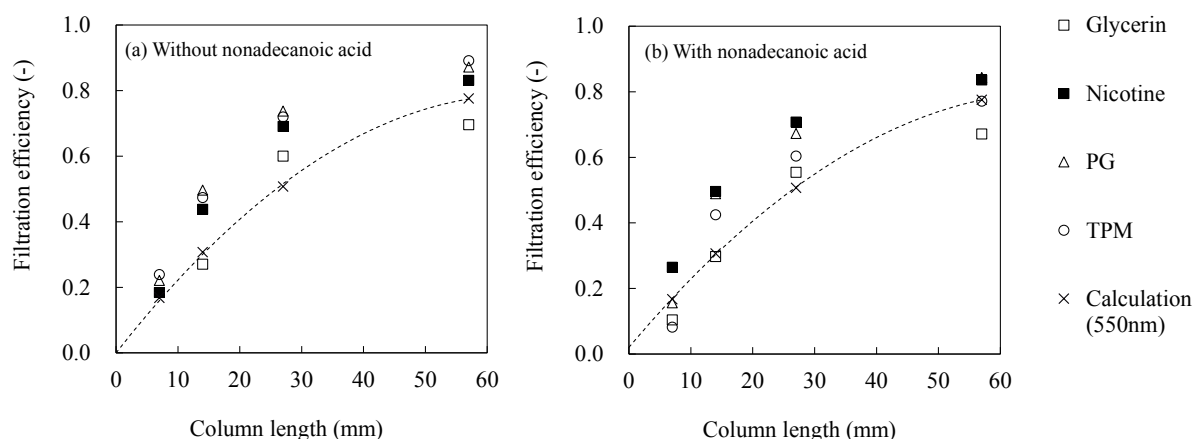 1.0
0.8
0.6
0.4
0.2
0.0
Filtration efficiency (-)
(a) Without nonadecanoic acid
0 10 20 30 40 50 60
Column length (mm)
1.0
0.8
0.6
0.4
0.2
0.0
Filtration efficiency (-)
(b) With nonadecanoic acid
0 10 20 30 40 50 60
Column length (mm)
Glycerin
Nicotine
PG
TPM
Calculation
(550nm)